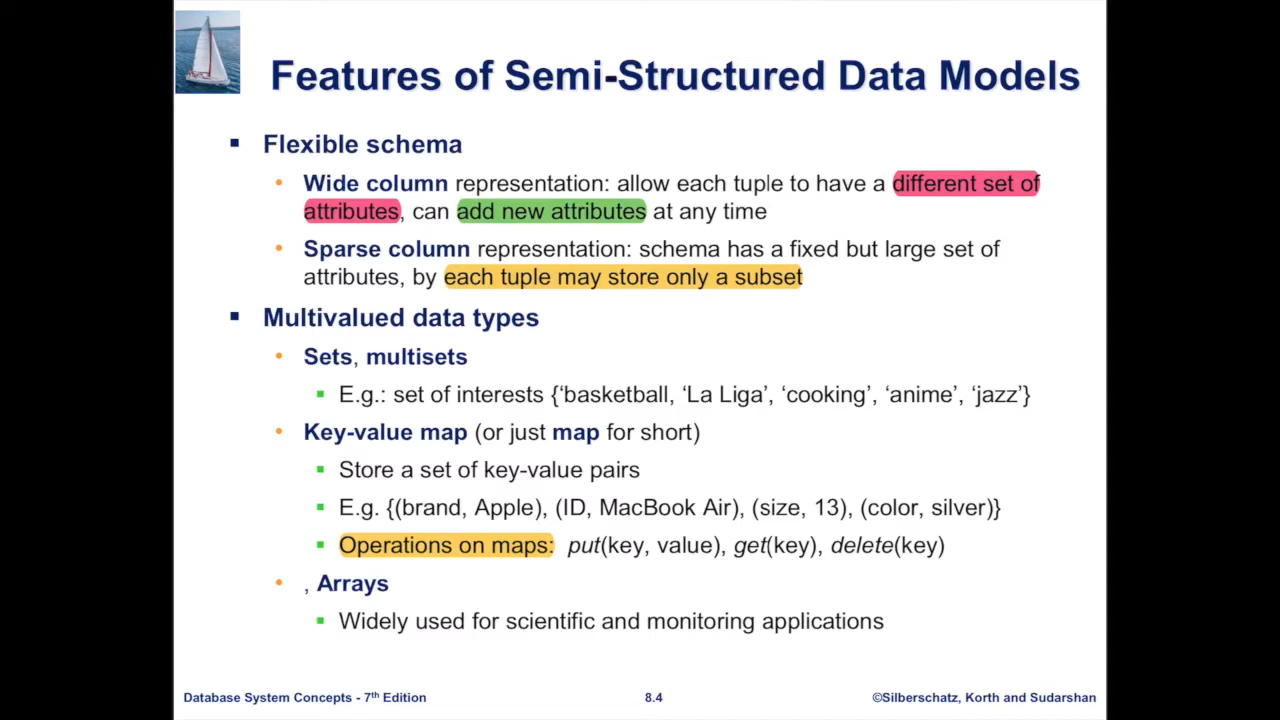 Features of Semi-Structured Data Models
▪ Flexible schema
• Wide column representation: allow each tuple to have a different set of
attributes, can add new attributes at any time
• Sparse column representation: schema has a fixed but large set of
attributes, by each tuple may store only a subset
▪ Multivalued data types
• Sets, multisets
▪ E.g.: set of interests {‘basketball, ‘La Liga’, ‘cooking’, ‘anime’, ‘jazz’}
• Key-value map (or just map for short)
▪ Store a set of key-value pairs
▪ E.g. {(brand, Apple), (ID, MacBook Air), (size, 13), (color, silver)}
▪ Operations on maps: put(key, value), get(key), delete(key)
• , Arrays
▪ Widely used for scientific and monitoring applications
Database System Concepts - 7th Edition 8.4 ©Silberschatz, Korth and Sudarshan